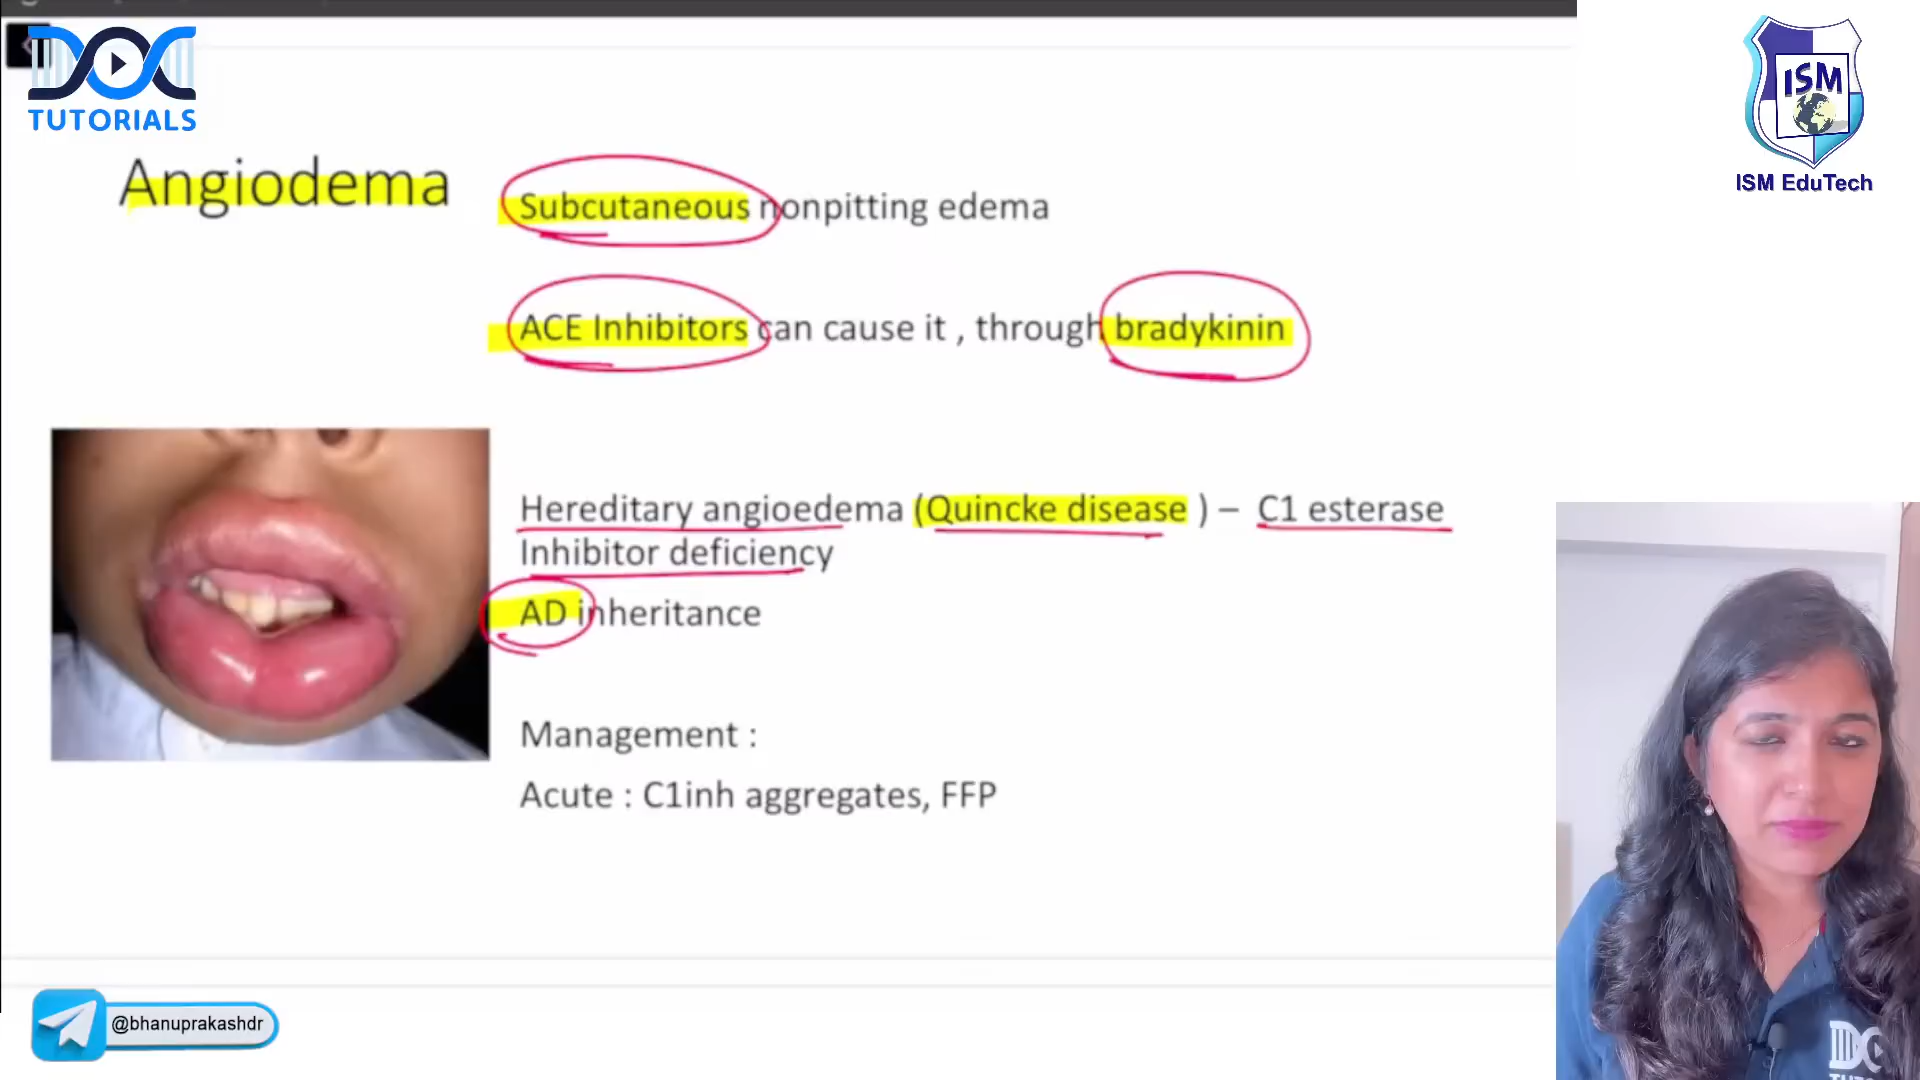 DOC
TUTORIALS
ISM
ISM EduTech
Angiodema
Subcutaneous nonpitting edema
ACE Inhibitors can cause it , through bradykinin
Hereditary angioedema (Quincke disease ) – C1 esterase
Inhibitor deficiency
AD inheritance
Management :
Acute : C1inh aggregates, FFP
@bhanuprakashdr